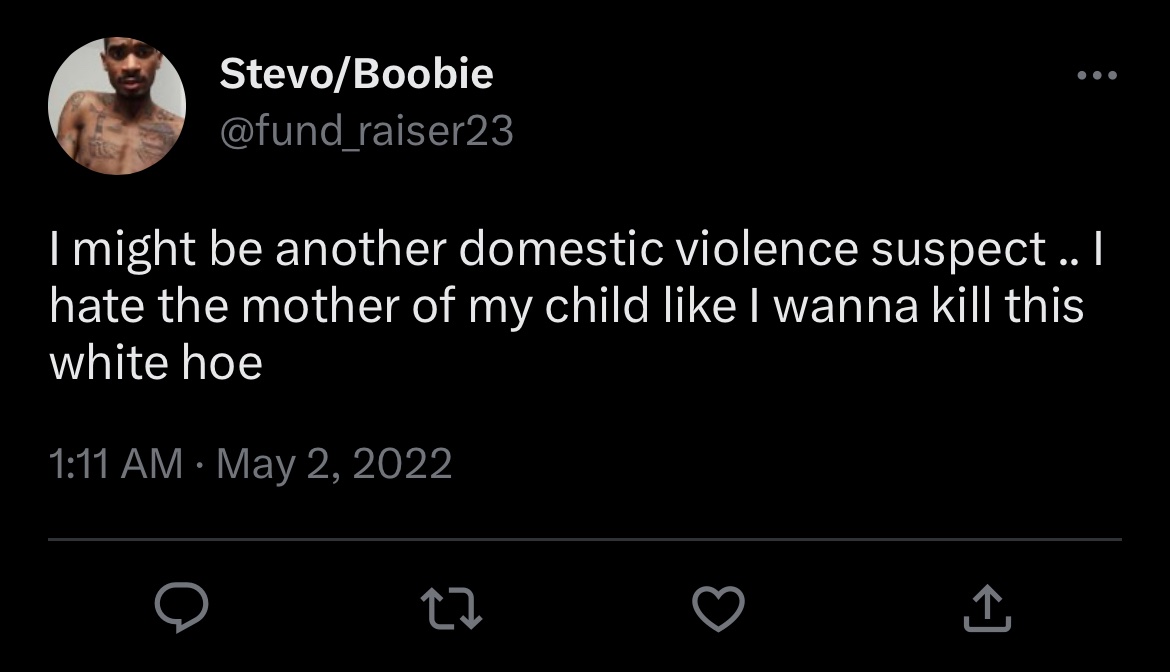 Stevo/Boobie
@fund_raiser23
I might be another domestic violence suspect .. I
hate the mother of my child like I wanna kill this
white hoe
1:11 AM · May 2, 2022